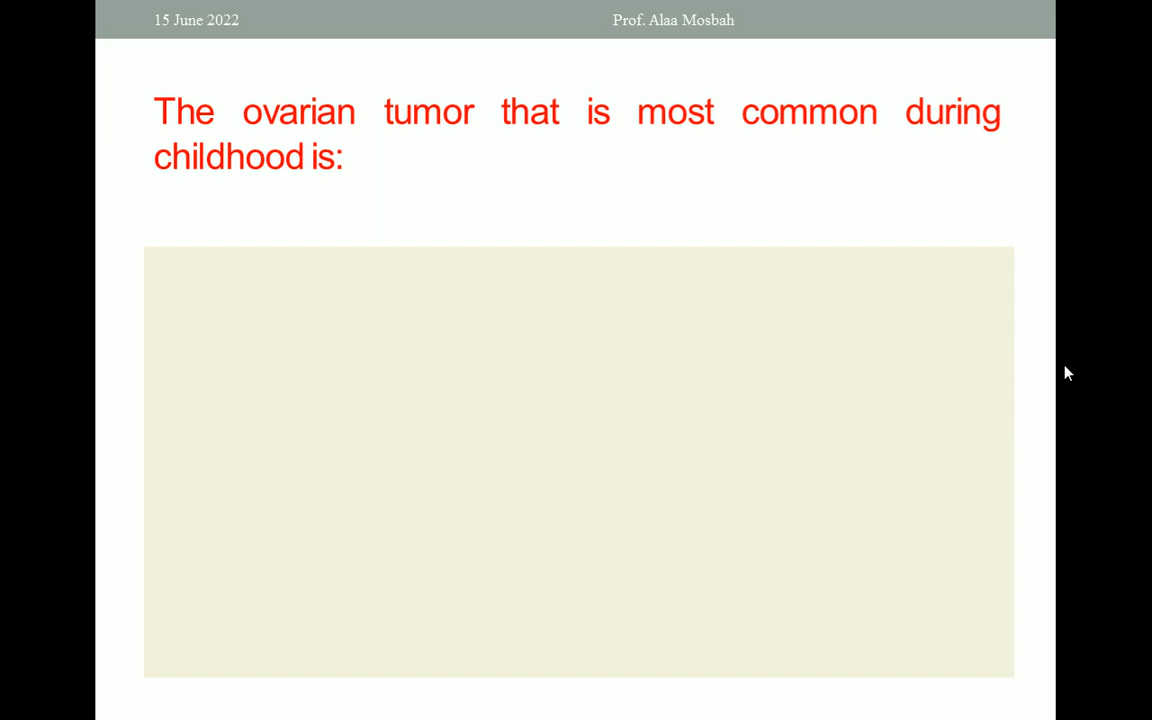 15 June 2022 Prof. Alaa Mosbah
The ovarian tumor that is most common during
childhood is: